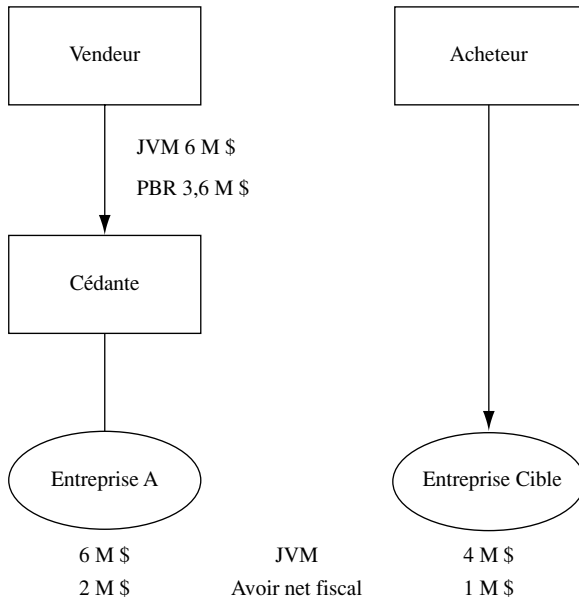 Vendeur
Acheteur
JVM 6 M $
PBR 3,6 M $
Cédante
Entreprise A
Entreprise Cible
6 M $ JVM 4 M $
2 M $ Avoir net fiscal 1 M $